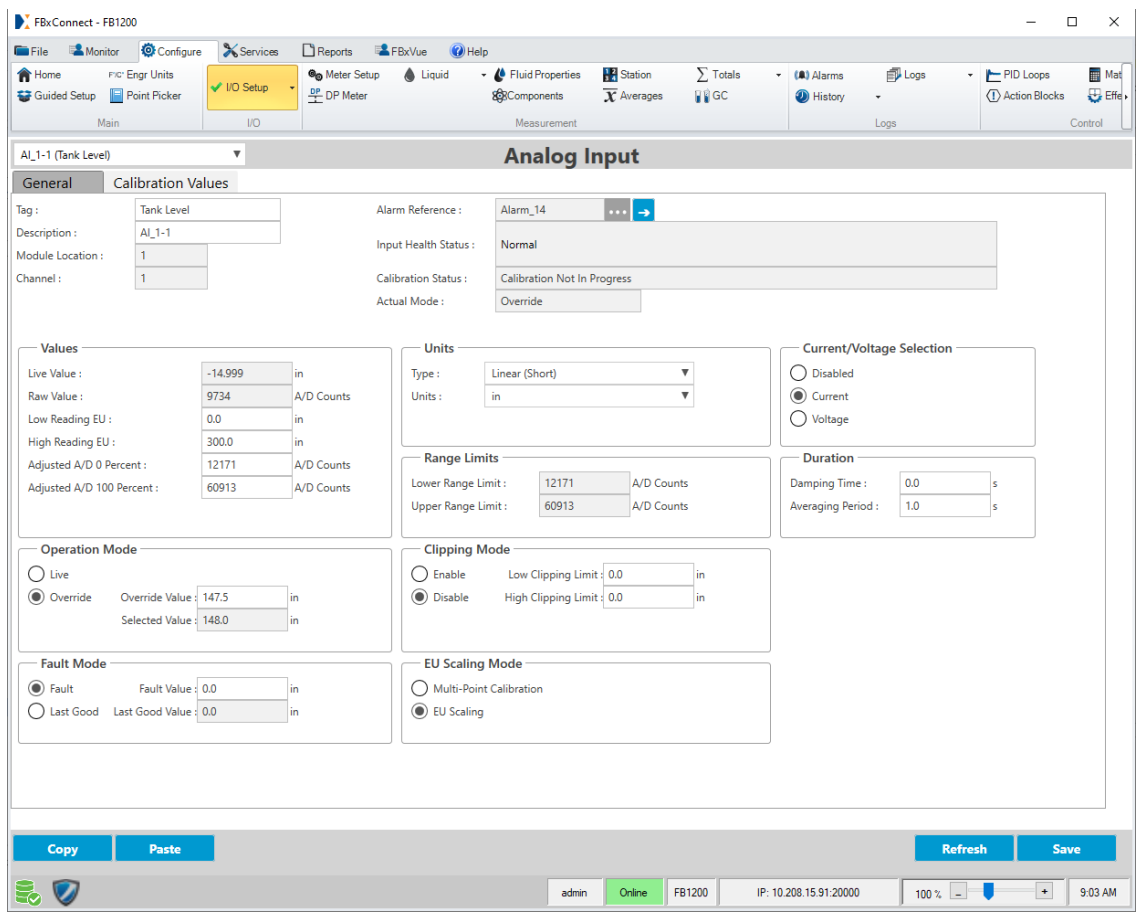 FBxConnect - FB1200
File Monitor Configure Services Reports FBxVue Help
Home Engr Units I/O Setup Meter Setup Liquid Fluid Properties Station Totals Alarms Logs PID Loops Mat
Guided Setup Point Picker DP Meter Components Averages GC History Action Blocks Effe
Main I/O Measurement Logs Control
AI_1-1 (Tank Level) Analog Input
General Calibration Values
Tag : Tank Level Alarm Reference : Alarm_14
Description : AI_1-1
Input Health Status : Normal
Module Location : 1
Channel : 1 Calibration Status : Calibration Not In Progress
Actual Mode : Override
Values
Live Value : -14.999 in
Raw Value : 9734 A/D Counts
Low Reading EU : 0.0 in
High Reading EU : 300.0 in
Adjusted A/D 0 Percent : 12171 A/D Counts
Adjusted A/D 100 Percent : 60913 A/D Counts
Units
Type : Linear (Short)
Units : in
Current/Voltage Selection
Disabled
Current
Voltage
Range Limits
Lower Range Limit : 12171 A/D Counts
Upper Range Limit : 60913 A/D Counts
Duration
Damping Time : 0.0 s
Averaging Period : 1.0 s
Operation Mode
Live
Override Override Value : 147.5 in
Selected Value : 148.0 in
Clipping Mode
Enable Low Clipping Limit : 0.0 in
Disable High Clipping Limit : 0.0 in
Fault Mode
Fault Fault Value : 0.0 in
Last Good Last Good Value : 0.0 in
EU Scaling Mode
Multi-Point Calibration
EU Scaling
Copy Paste Refresh Save
admin Online FB1200 IP: 10.208.15.91:20000 100 % - + 9:03 AM